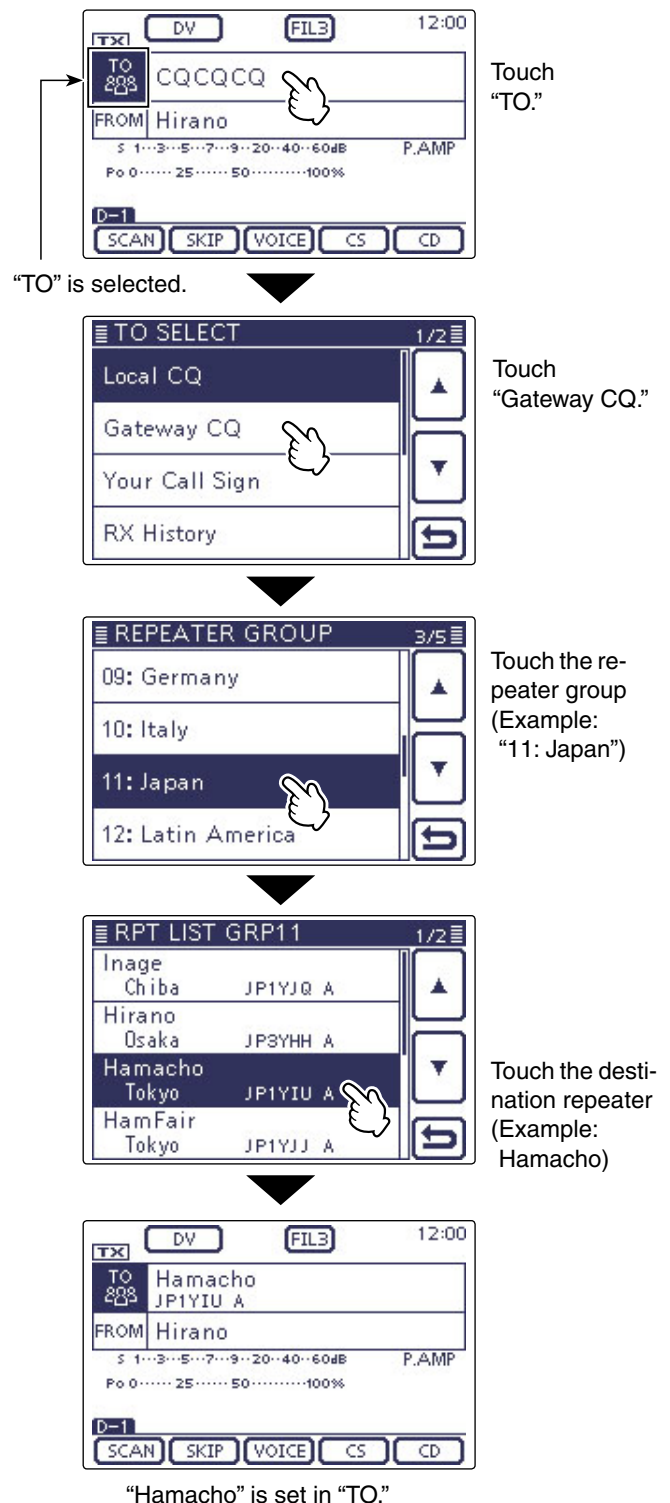 DV FIL3 12:00
TX
TO CQCQCQ
FROM Hirano
S 1···3···5···7···9··20··40··60dB P.AMP
Po 0······ 25······ 50··········100%
D-1
SCAN SKIP VOICE CS CD
Touch
“TO.”
“TO” is selected.
TO SELECT 1/2
Local CQ
Gateway CQ
Your Call Sign
RX History
Touch
“Gateway CQ.”
REPEATER GROUP 3/5
09: Germany
10: Italy
11: Japan
12: Latin America
Touch the re-
peater group
(Example:
“11: Japan”)
RPT LIST GRP11 1/2
Inage
Chiba JP1YJQ A
Hirano
Osaka JP3YHH A
Hamacho
Tokyo JP1YIU A
HamFair
Tokyo JP1YJJ A
Touch the desti-
nation repeater
(Example:
Hamacho)
DV FIL3 12:00
TX
TO Hamacho
JP1YIU A
FROM Hirano
S 1···3···5···7···9··20··40··60dB P.AMP
Po 0······ 25······ 50··········100%
D-1
SCAN SKIP VOICE CS CD
“Hamacho” is set in “TO.”